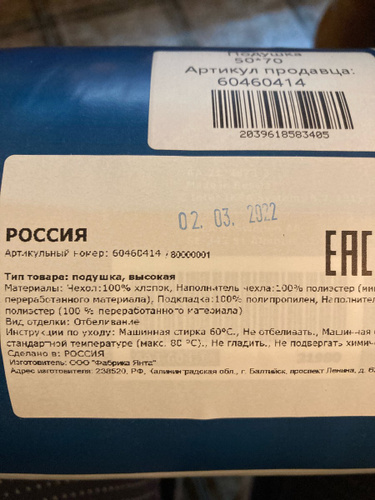 Подушка
50*70
Артикул продавца:
60460414
2039618583405
02. 03. 2022
РОССИЯ
EAC
Артикульный номер: 60460414 / 80000001
Тип товара: подушка, высокая
Материалы: Чехол:100% хлопок, Наполнитель чехла:100% полиэстер
переработанного материала), Подкладка:100% полипропилен,
полиэстер (100 % переработанного материала)
Вид отделки: Отбеливание
Инструкции по уходу: Машинная стирка 60°C., Не отбеливать.,
стандартной температуре (макс. 80 °C)., Не гладить., Не подвергать
Сделано в: РОССИЯ
Изготовитель: ООО "Фабрика Янта"
Адрес изготовителя: 238520, РФ, Калининградская обл., г. Балтийск, проспект Ленина, д.